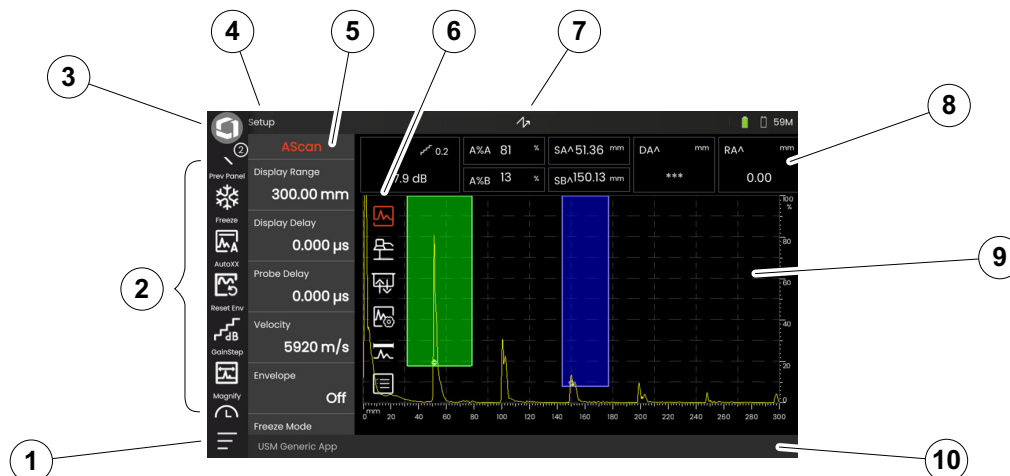 4
5
6
7
3
8
Setup
59M
2
Prev Panel
AScan
0.2
7.9 dB
A%A 81 %
A%B 13 %
SA^51.36 mm
SB^150.13 mm
DA^ mm
***
RA^ mm
0.00
Display Range
300.00 mm
Display Delay
0.000 µs
Probe Delay
0.000 µs
Velocity
5920 m/s
Envelope
Off
Freeze Mode
Freeze
A
AutoXX
Reset Env
dB
GainStep
Magnify
2
9
100
%
80
60
40
20
0
0 mm 20 40 60 80 100 120 140 160 180 200 220 240 260 280 300
USM Generic App
1
10